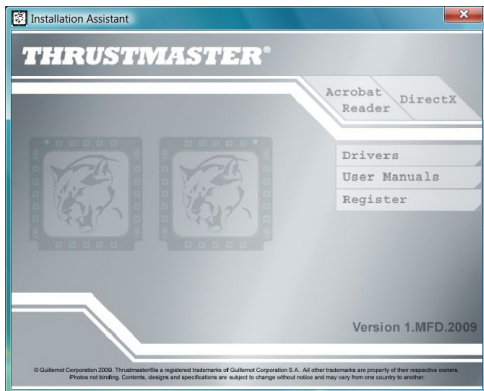 Installation Assistant
THRUSTMASTER®
Acrobat
Reader
DirectX
Drivers
User Manuals
Register
Version 1.MFD.2009
© Guillemot Corporation 2009. Thrustmaster®is a registered trademarks of Guillemot Corporation S.A.. All other trademarks are property of their respective owners.
Photos not binding. Contents, designs and specifications are subject to change without notice and may vary from one country to another.